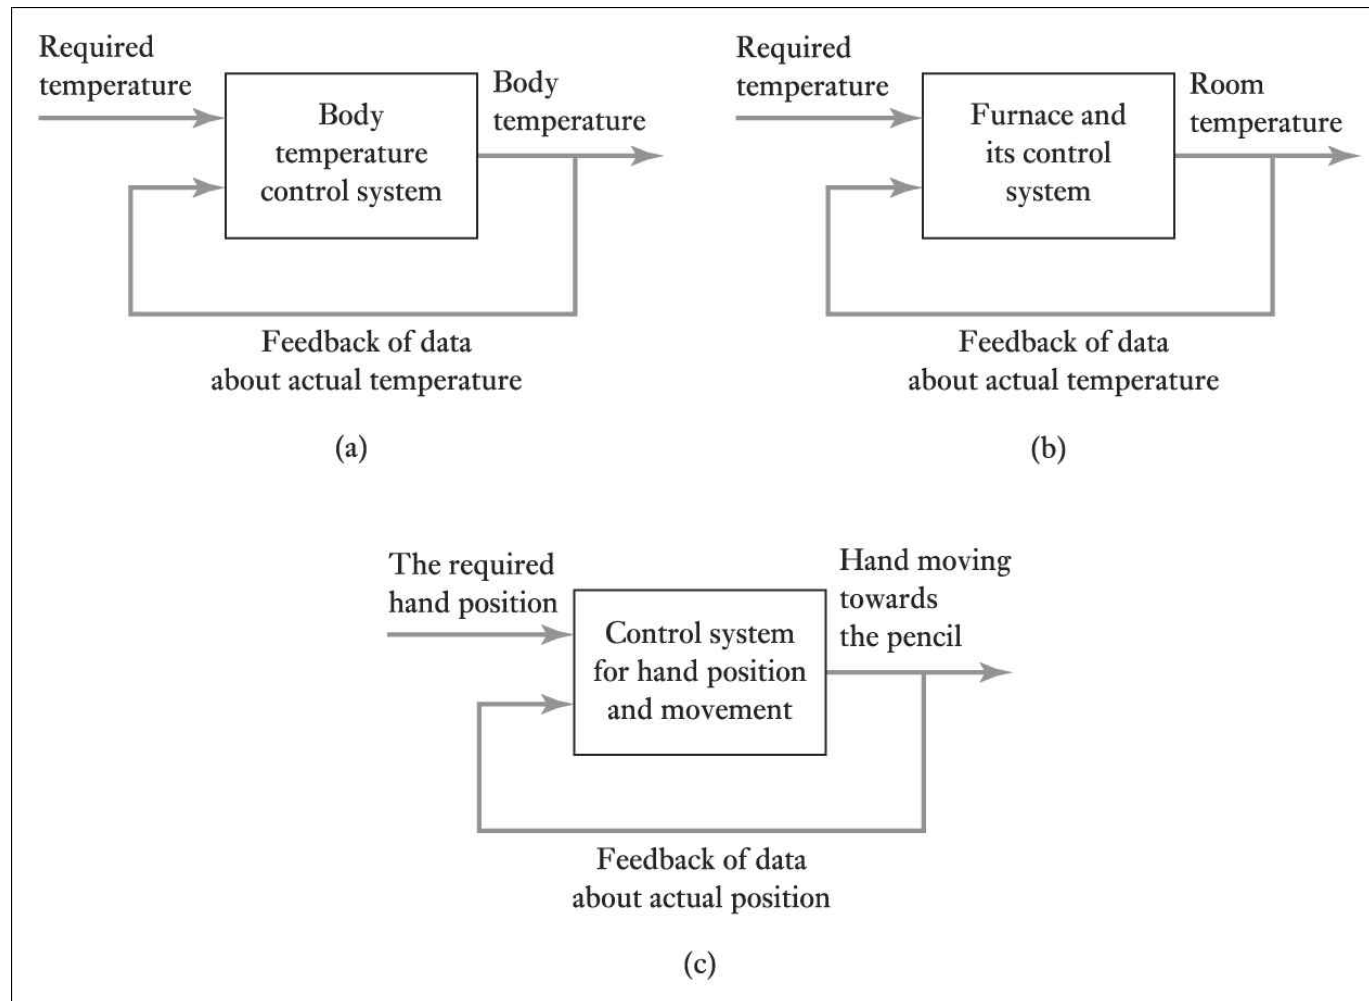 Required
temperature
Body
temperature
control system
Body
temperature
Feedback of data
about actual temperature
(a)
Required
temperature
Furnace and
its control
system
Room
temperature
Feedback of data
about actual temperature
(b)
The required
hand position
Control system
for hand position
and movement
Hand moving
towards
the pencil
Feedback of data
about actual position
(c)